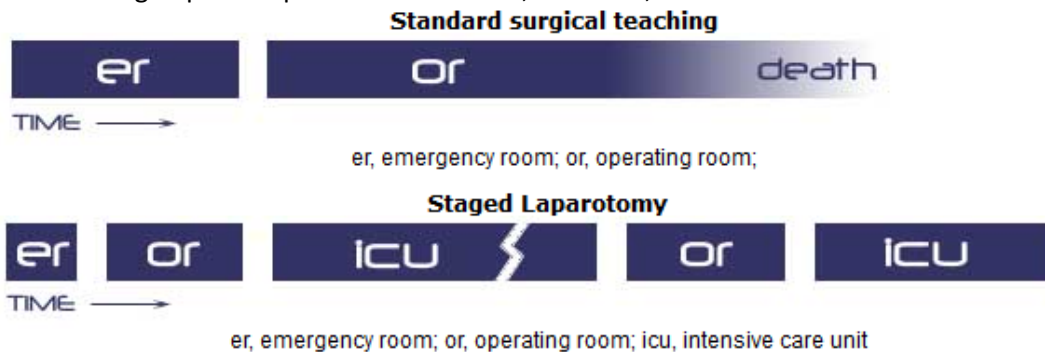 Standard surgical teaching
er or death
TIME
er, emergency room; or, operating room;
Staged Laparotomy
er or icu or icu
TIME
er, emergency room; or, operating room; icu, intensive care unit